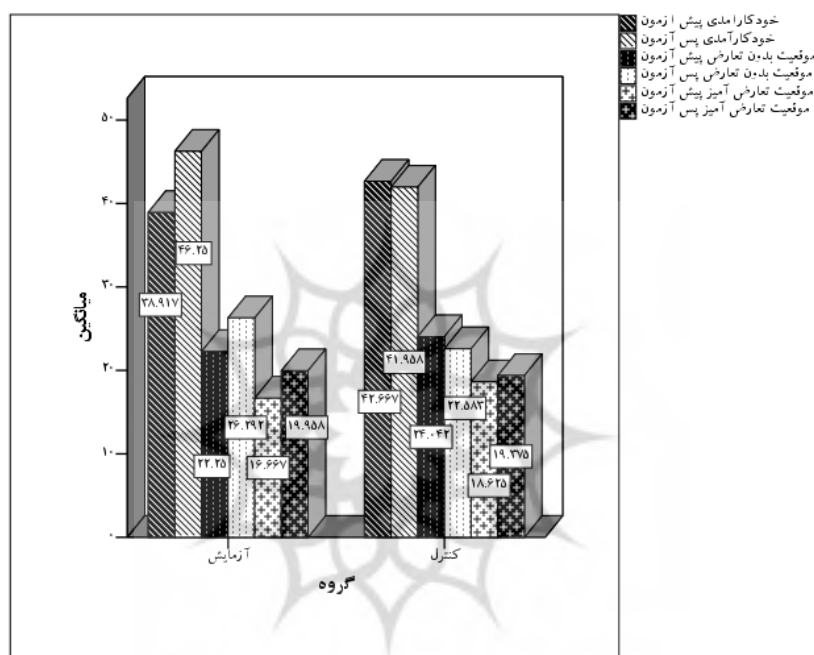 خودکارآمدی پیش آزمون
خودکارآمدی پس آزمون
موقعیت بدون تعارض پیش آزمون
موقعیت بدون تعارض پس آزمون
موقعیت تعارض آمیز پیش آزمون
موقعیت تعارض آمیز پس آزمون
میانگین
۵۰
۴۰
۳۰
۲۰
۱۰
۰
۳۸.۹۱۷
۴۶.۲۵
۲۲.۲۵
۲۶.۲۹۲
۱۶.۶۶۷
۱۹.۹۵۸
۴۲.۶۶۷
۴۱.۹۵۸
۲۴.۰۴۲
۲۲.۵۸۳
۱۸.۶۲۵
۱۹.۳۷۵
آزمایش
کنترل
گروه